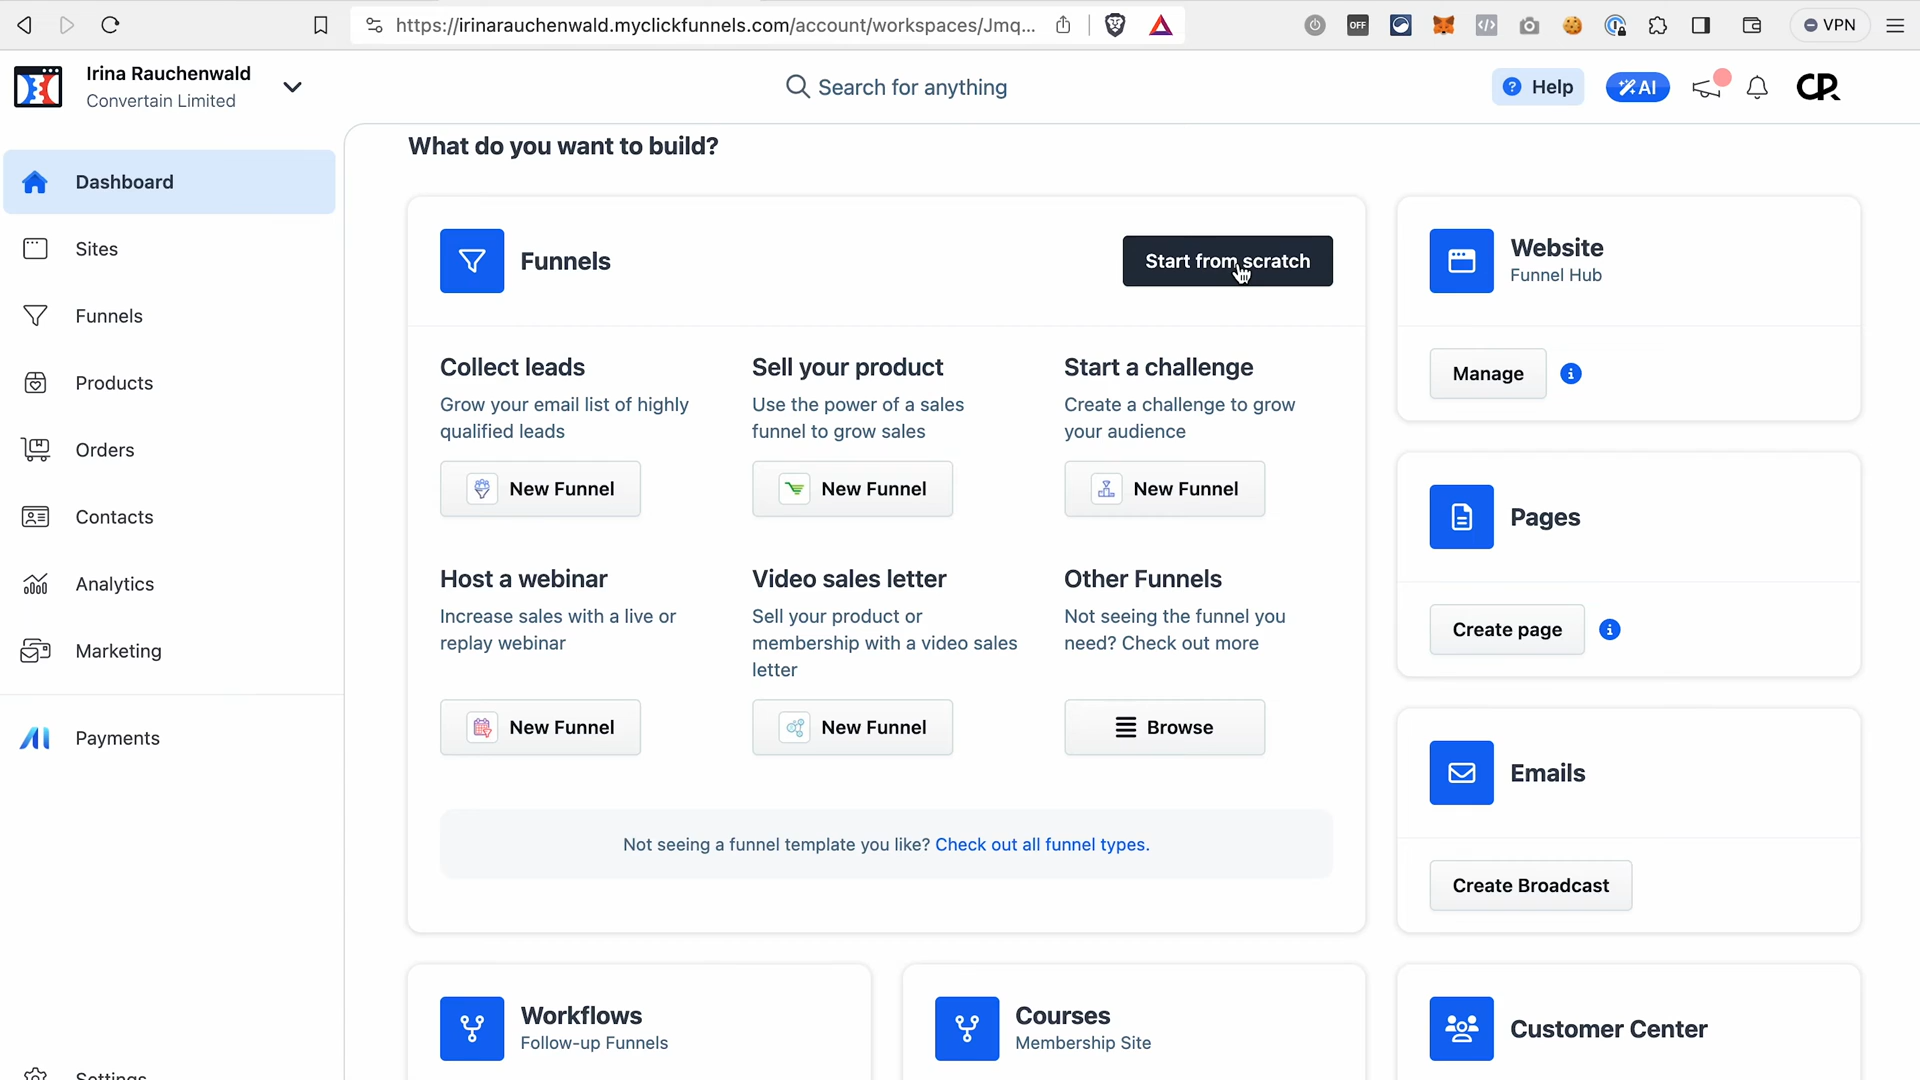 https://irinarauchenwald.myclickfunnels.com/account/workspaces/Jmq...
OFF
VPN
Irina Rauchenwald
Convertain Limited
Search for anything
Help
AI
Dashboard
Sites
Funnels
Products
Orders
Contacts
Analytics
Marketing
Payments
Settings
What do you want to build?
Funnels
Start from scratch
Collect leads
Grow your email list of highly
qualified leads
New Funnel
Sell your product
Use the power of a sales
funnel to grow sales
New Funnel
Start a challenge
Create a challenge to grow
your audience
New Funnel
Host a webinar
Increase sales with a live or
replay webinar
New Funnel
Video sales letter
Sell your product or
membership with a video sales
letter
New Funnel
Other Funnels
Not seeing the funnel you
need? Check out more
Browse
Not seeing a funnel template you like? Check out all funnel types.
Website
Funnel Hub
Manage
Pages
Create page
Emails
Create Broadcast
Workflows
Follow-up Funnels
Courses
Membership Site
Customer Center